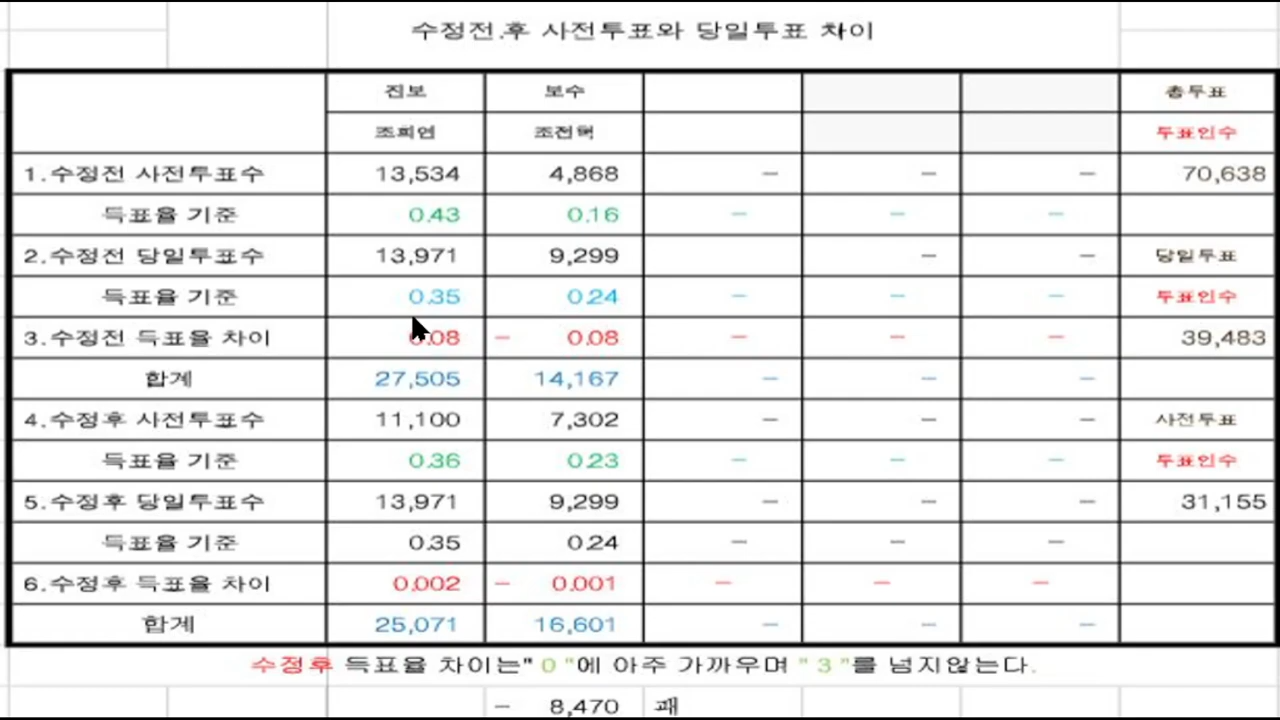 수정전.후 사전투표와 당일투표 차이
진보 보수 총투표
조희연 조전혁 투표인수
1.수정전 사전투표수 13,534 4,868 - - - 70,638
득표율 기준 0.43 0.16 - - -
2.수정전 당일투표수 13,971 9,299 - - 당일투표
득표율 기준 0.35 0.24 - - - 투표인수
3.수정전 득표율 차이 0.08 - 0.08 - - - 39,483
합계 27,505 14,167 - - -
4.수정후 사전투표수 11,100 7,302 - - - 사전투표
득표율 기준 0.36 0.23 - - - 투표인수
5.수정후 당일투표수 13,971 9,299 - - - 31,155
득표율 기준 0.35 0.24 - - -
6.수정후 득표율 차이 0.002 - 0.001 - - -
합계 25,071 16,601 - - -
수정후 득표율 차이는" 0 "에 아주 가까우며 " 3 "를 넘지않는다.
- 8,470 패